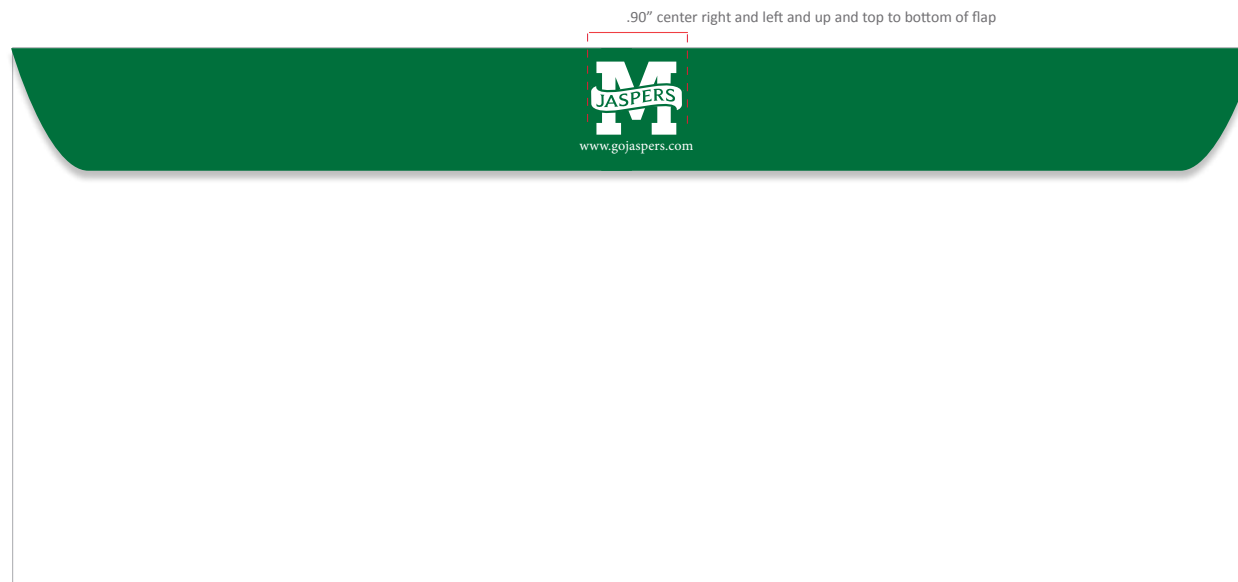 .90” center right and left and up and top to bottom of flap
M
JASPERS
www.gojaspers.com